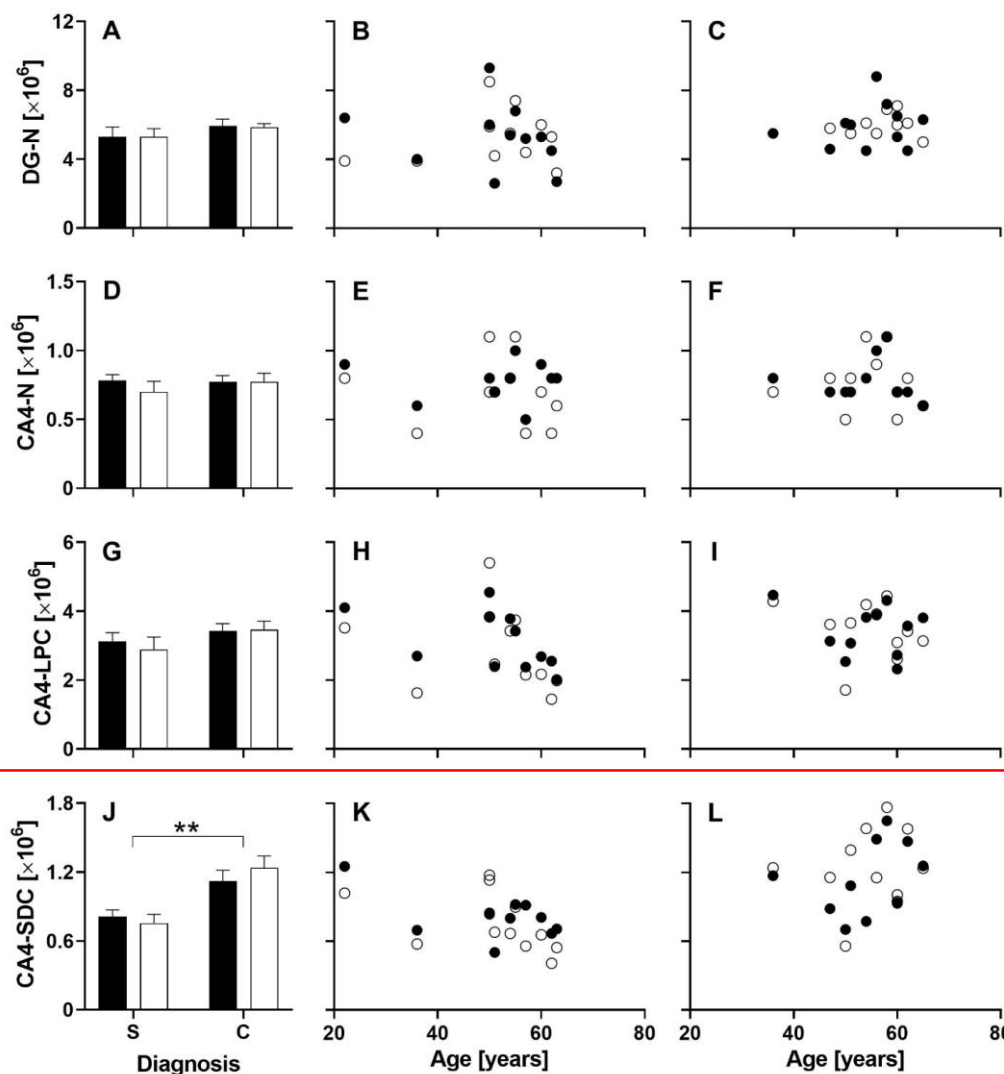 A
B
C
DG-N [×10⁶]
12
8
4
0
D
E
F
CA4-N [×10⁶]
1.5
1.0
0.5
0
G
H
I
CA4-LPC [×10⁶]
6
4
2
0
J
K
L
**
CA4-SDC [×10⁶]
1.8
1.2
0.6
0
S C
20 40 60 80
20 40 60 80
Diagnosis
Age [years]
Age [years]